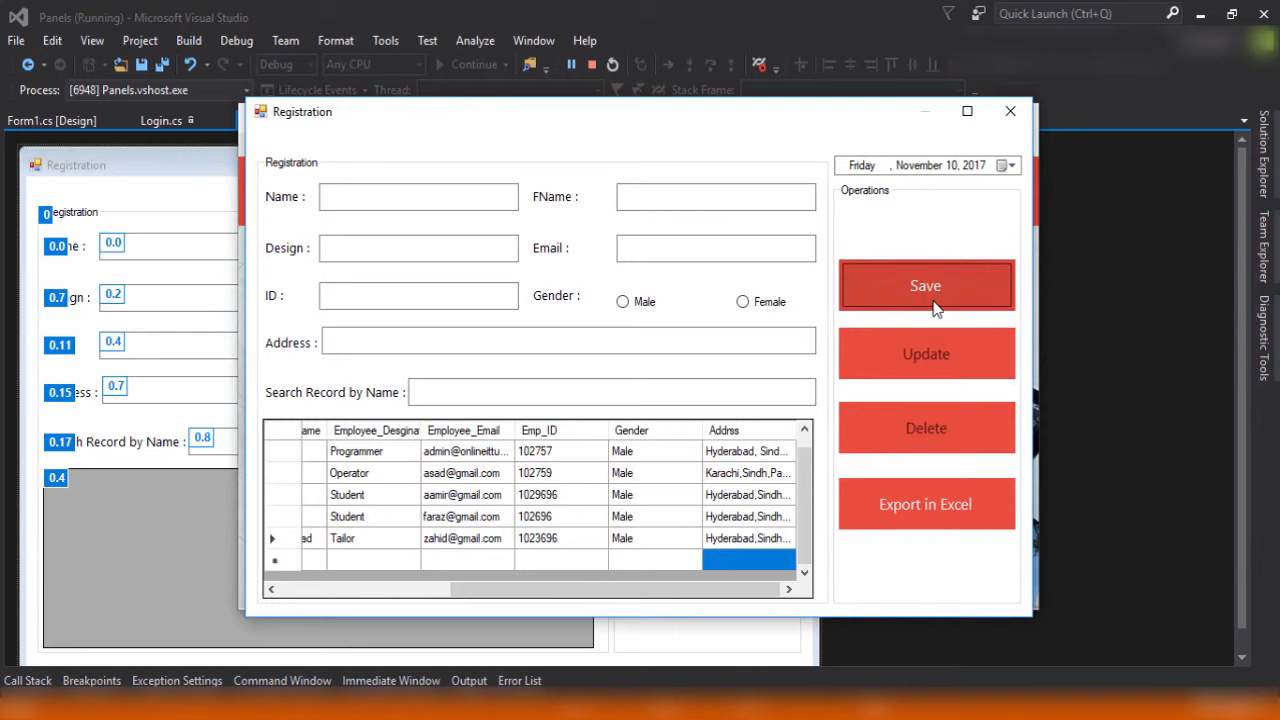 Panels (Running) - Microsoft Visual Studio
Quick Launch (Ctrl+Q)
File Edit View Project Build Debug Team Format Tools Test Analyze Window Help
Debug Any CPU Continue
Process: [6948] Panels.vshost.exe Lifecycle Events Thread: Stack Frame:
Form1.cs [Design] Login.cs
Registration
egistration
0
0.0 ne : 0.0
0.7 gn : 0.2
0.11 0.4
0.15 ess : 0.7
0.17 h Record by Name : 0.8
0.4
Registration
Registration
Name :
FName :
Design :
Email :
ID :
Gender :
Male
Female
Address :
Search Record by Name :
ame Employee_Desgina Employee_Email Emp_ID Gender Addrss
Programmer admin@onlineittu... 102757 Male Hyderabad, Sind...
Operator asad@gmail.com 102759 Male Karachi,Sindh,Pa...
Student aamir@gmail.com 1029696 Male Hyderabad,Sindh...
Student faraz@gmail.com 102696 Male Hyderabad,Sindh...
ad Tailor zahid@gmail.com 1023696 Male Hyderabad,Sindh...
Friday , November 10, 2017
Operations
Save
Update
Delete
Export in Excel
Solution Explorer
Team Explorer
Diagnostic Tools
Call Stack Breakpoints Exception Settings Command Window Immediate Window Output Error List